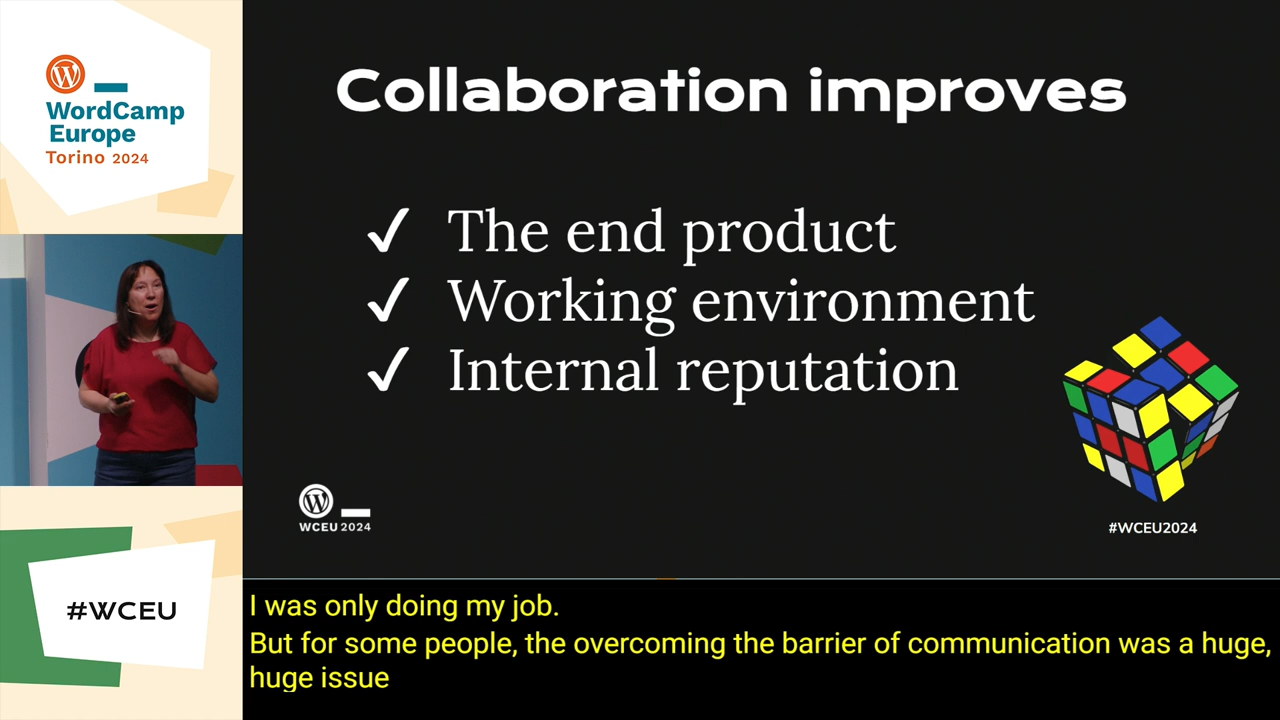 WordCamp
Europe
Torino 2024
Collaboration improves
✓ The end product
✓ Working environment
✓ Internal reputation
WCEU 2024
#WCEU2024
#WCEU
I was only doing my job.
But for some people, the overcoming the barrier of communication was a huge,
huge issue